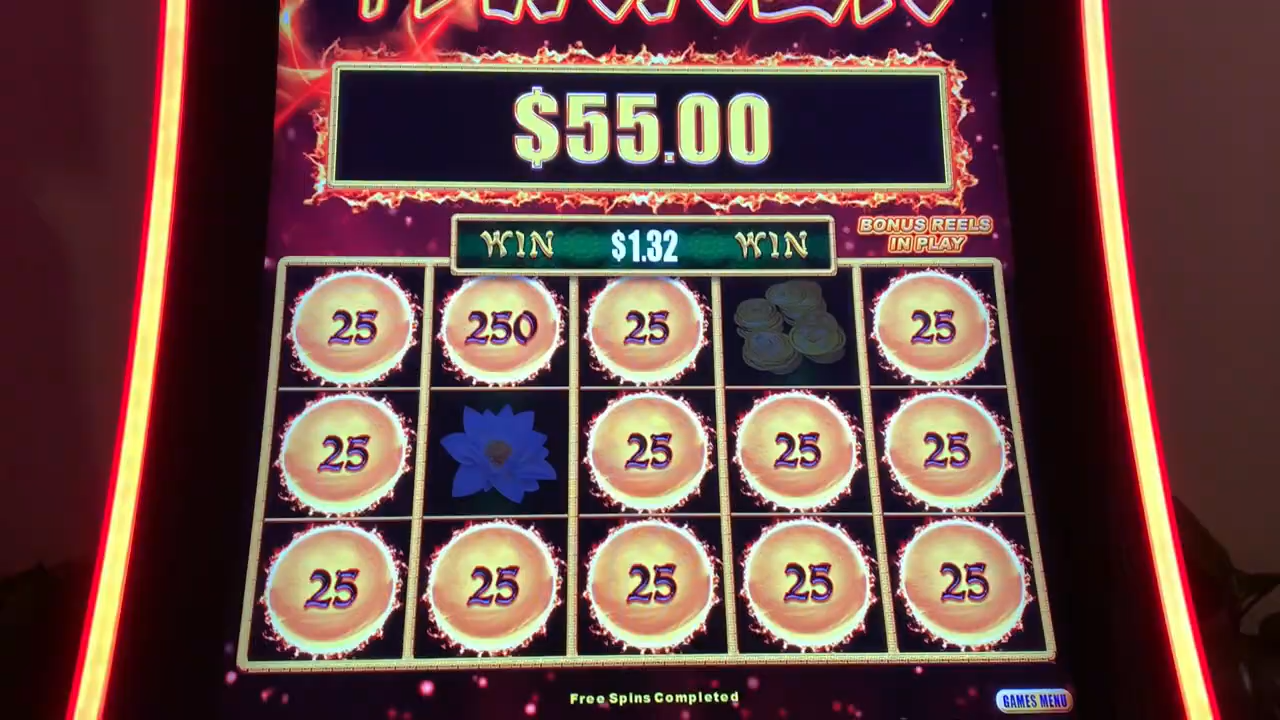 $55.00
WIN $1.32 WIN
BONUS REELS
IN PLAY
25 250 25 25
25 25 25 25
25 25 25 25 25
Free Spins Completed
GAMES MENU